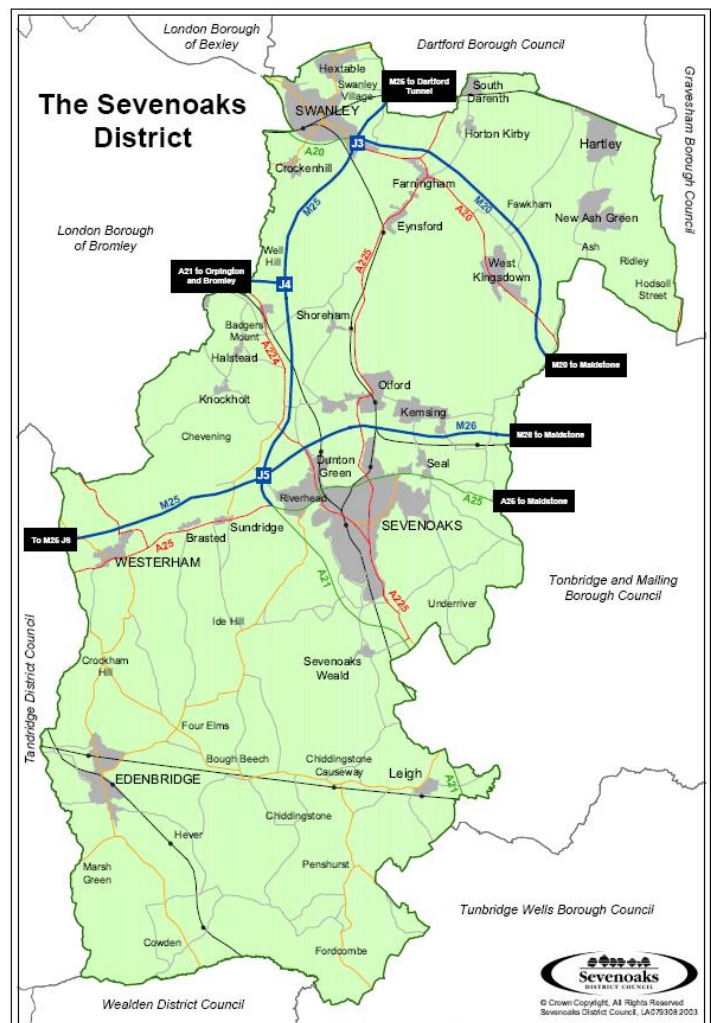 London Borough
of Bexley
Dartford Borough Council
Gravesham Borough Council
The Sevenoaks
District
Hextable
Swanley
Village
SWANLEY
M25 to Dartford
Tunnel
South
Darenth
Horton Kirby
Hartley
J3
A20
Crockenhill
Farningham
M25
M20
A20
Fawkham
New Ash Green
Eynsford
London Borough
of Bromley
Well
Hill
A225
Ash
Ridley
West
Kingsdown
Hodsoll
Street
A21 to Orpington
and Bromley
J4
Shoreham
Badgers
Mount
A224
Halstead
M20 to Maidstone
Otford
Knockholt
Kemsing
M26
M26 to Maidstone
Chevening
Dunton
Green
Seal
J5
M25
Riverhead
A25
A25 to Maidstone
SEVENOAKS
Sundridge
Brasted
To M25 J6
A25
WESTERHAM
A21
Tonbridge and Malling
Borough Council
A225
Underriver
Ide Hill
Tandridge District Council
Crockham
Hill
Sevenoaks
Weald
Four Elms
Bough Beech
Chiddingstone
Causeway
Leigh
A21
EDENBRIDGE
Chiddingstone
Hever
Marsh
Green
Penshurst
Tunbridge Wells Borough Council
Cowden
Fordcombe
Wealden District Council
Sevenoaks
DISTRICT COUNCIL
© Crown Copyright, All Rights Reserved
Sevenoaks District Council, LA079308 2003